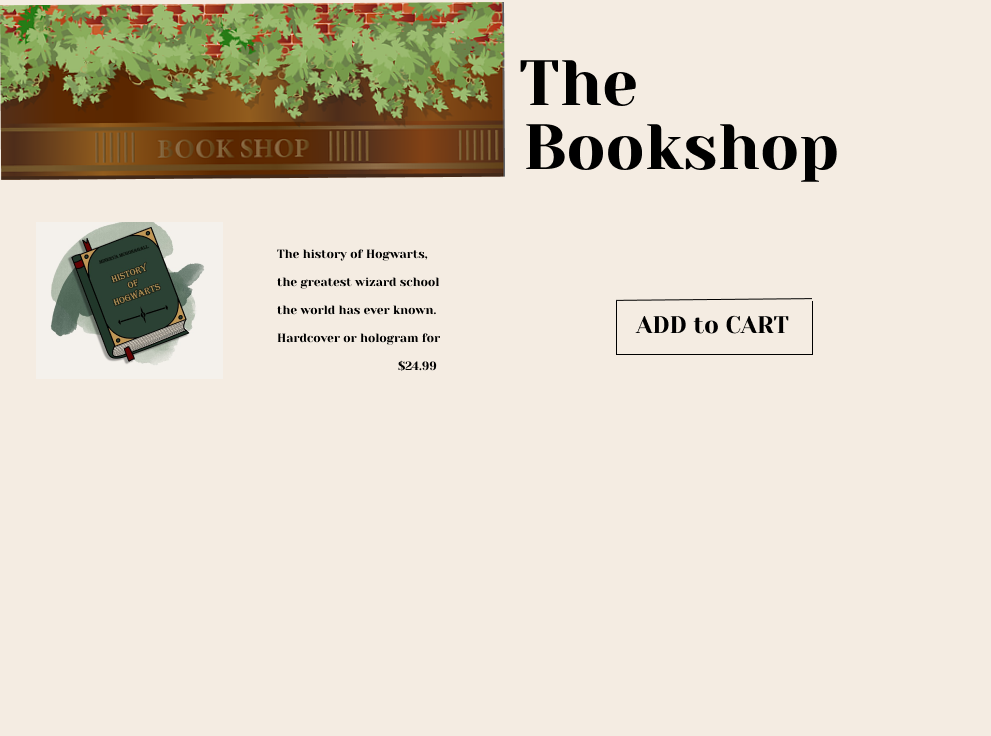 BOOK SHOP
The
Bookshop
HISTORY
OF
HOGWARTS
The history of Hogwarts,
the greatest wizard school
the world has ever known.
Hardcover or hologram for
$24.99
ADD to CART